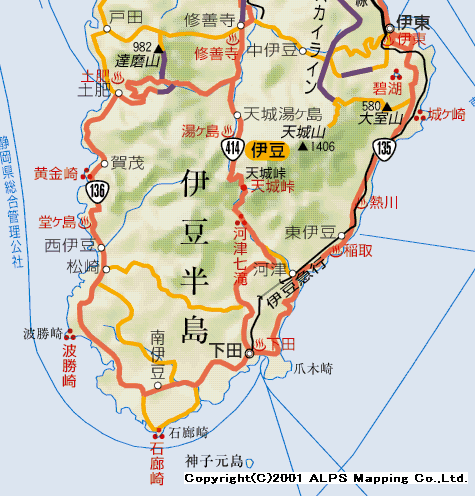 戸田
修善寺
スカイライン
伊東
982
達磨山
修善寺
中伊豆
伊東
土肥
土肥
碧湖
580
大室山
城ヶ崎
天城湯ヶ島
湯ヶ島
天城山
1406
414
伊豆
135
静岡県総合管理公社
賀茂
黄金崎
136
天城峠
天城峠
熱川
堂ヶ島
西伊豆
松崎
伊豆半島
河津七滝
東伊豆
稲取
河津
伊豆急行
波勝崎
波勝崎
南伊豆
下田
下田
爪木崎
石廊崎
石廊崎
神子元島
Copyright(C)2001 ALPS Mapping Co.,Ltd.